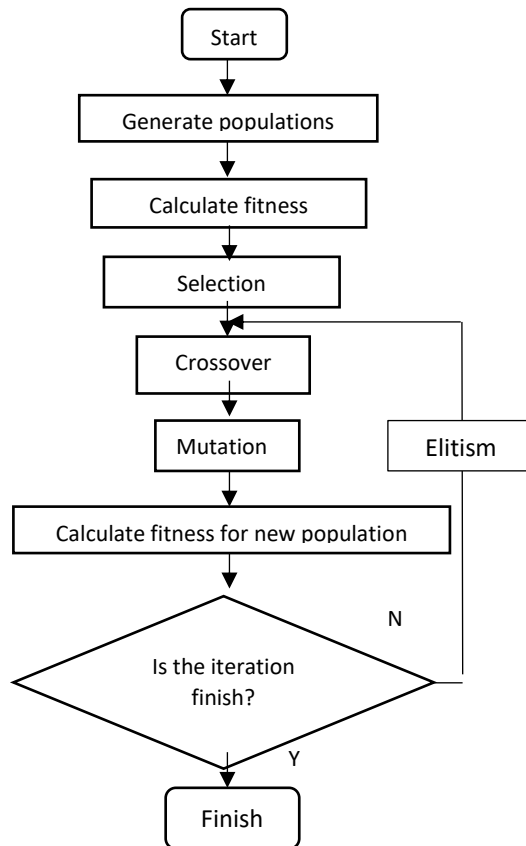 Start
Generate populations
Calculate fitness
Selection
Crossover
Mutation
Elitism
Calculate fitness for new population
N
Is the iteration
finish?
Y
Finish